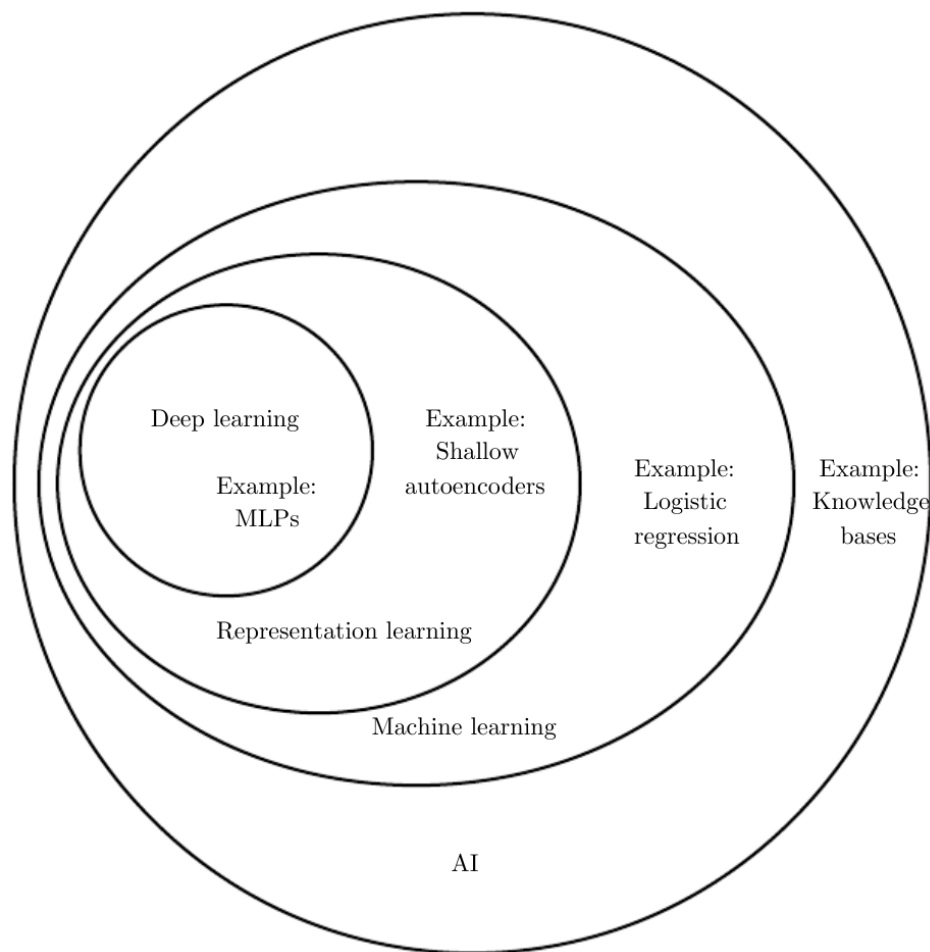 Deep learning
Example:
MLPs
Example:
Shallow
autoencoders
Example:
Logistic
regression
Example:
Knowledge
bases
Representation learning
Machine learning
AI